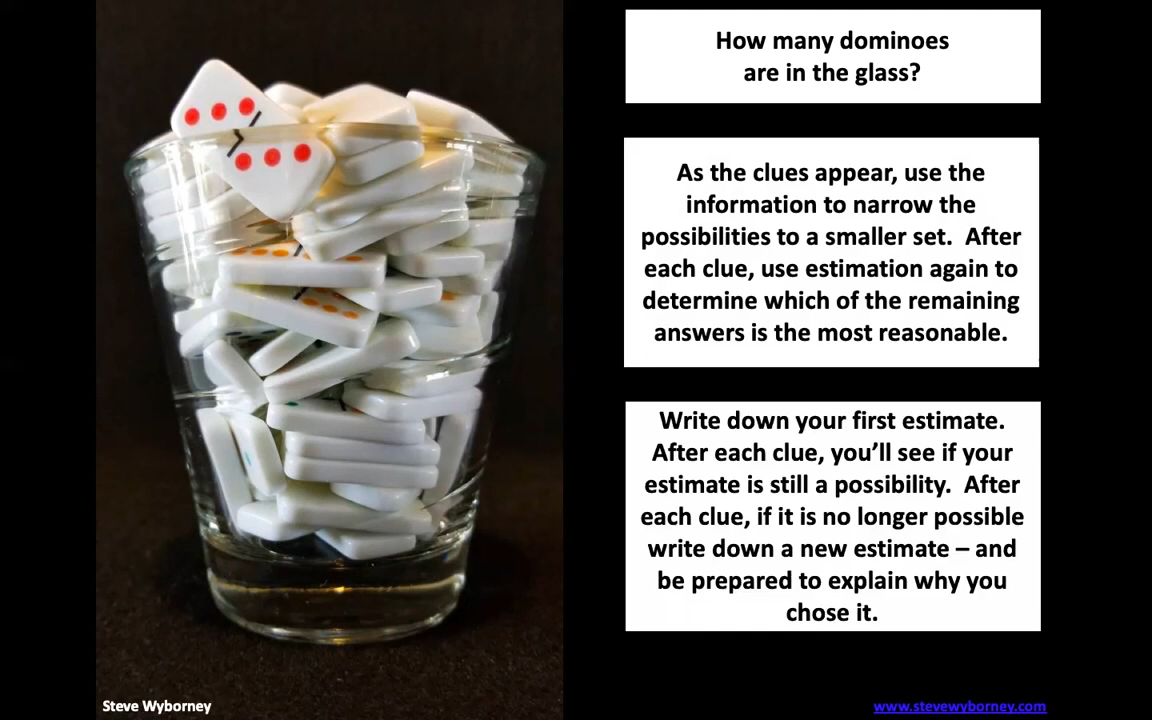 How many dominoes
are in the glass?
As the clues appear, use the
information to narrow the
possibilities to a smaller set.  After
each clue, use estimation again to
determine which of the remaining
answers is the most reasonable.
Write down your first estimate.
After each clue, you’ll see if your
estimate is still a possibility.  After
each clue, if it is no longer possible
write down a new estimate – and
be prepared to explain why you
chose it.
Steve Wyborney
www.stevewyborney.com